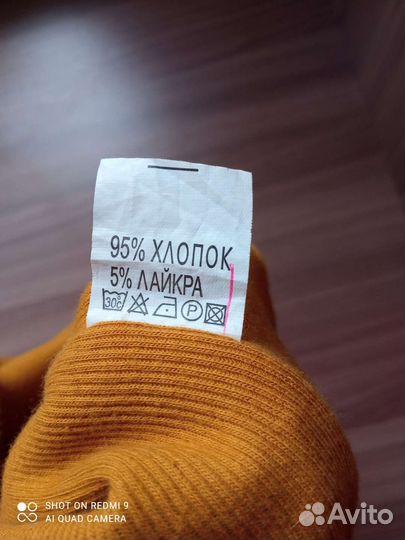 95% ХЛОПОК
5% ЛАЙКРА
30°C P
SHOT ON REDMI 9
AI QUAD CAMERA
Avito